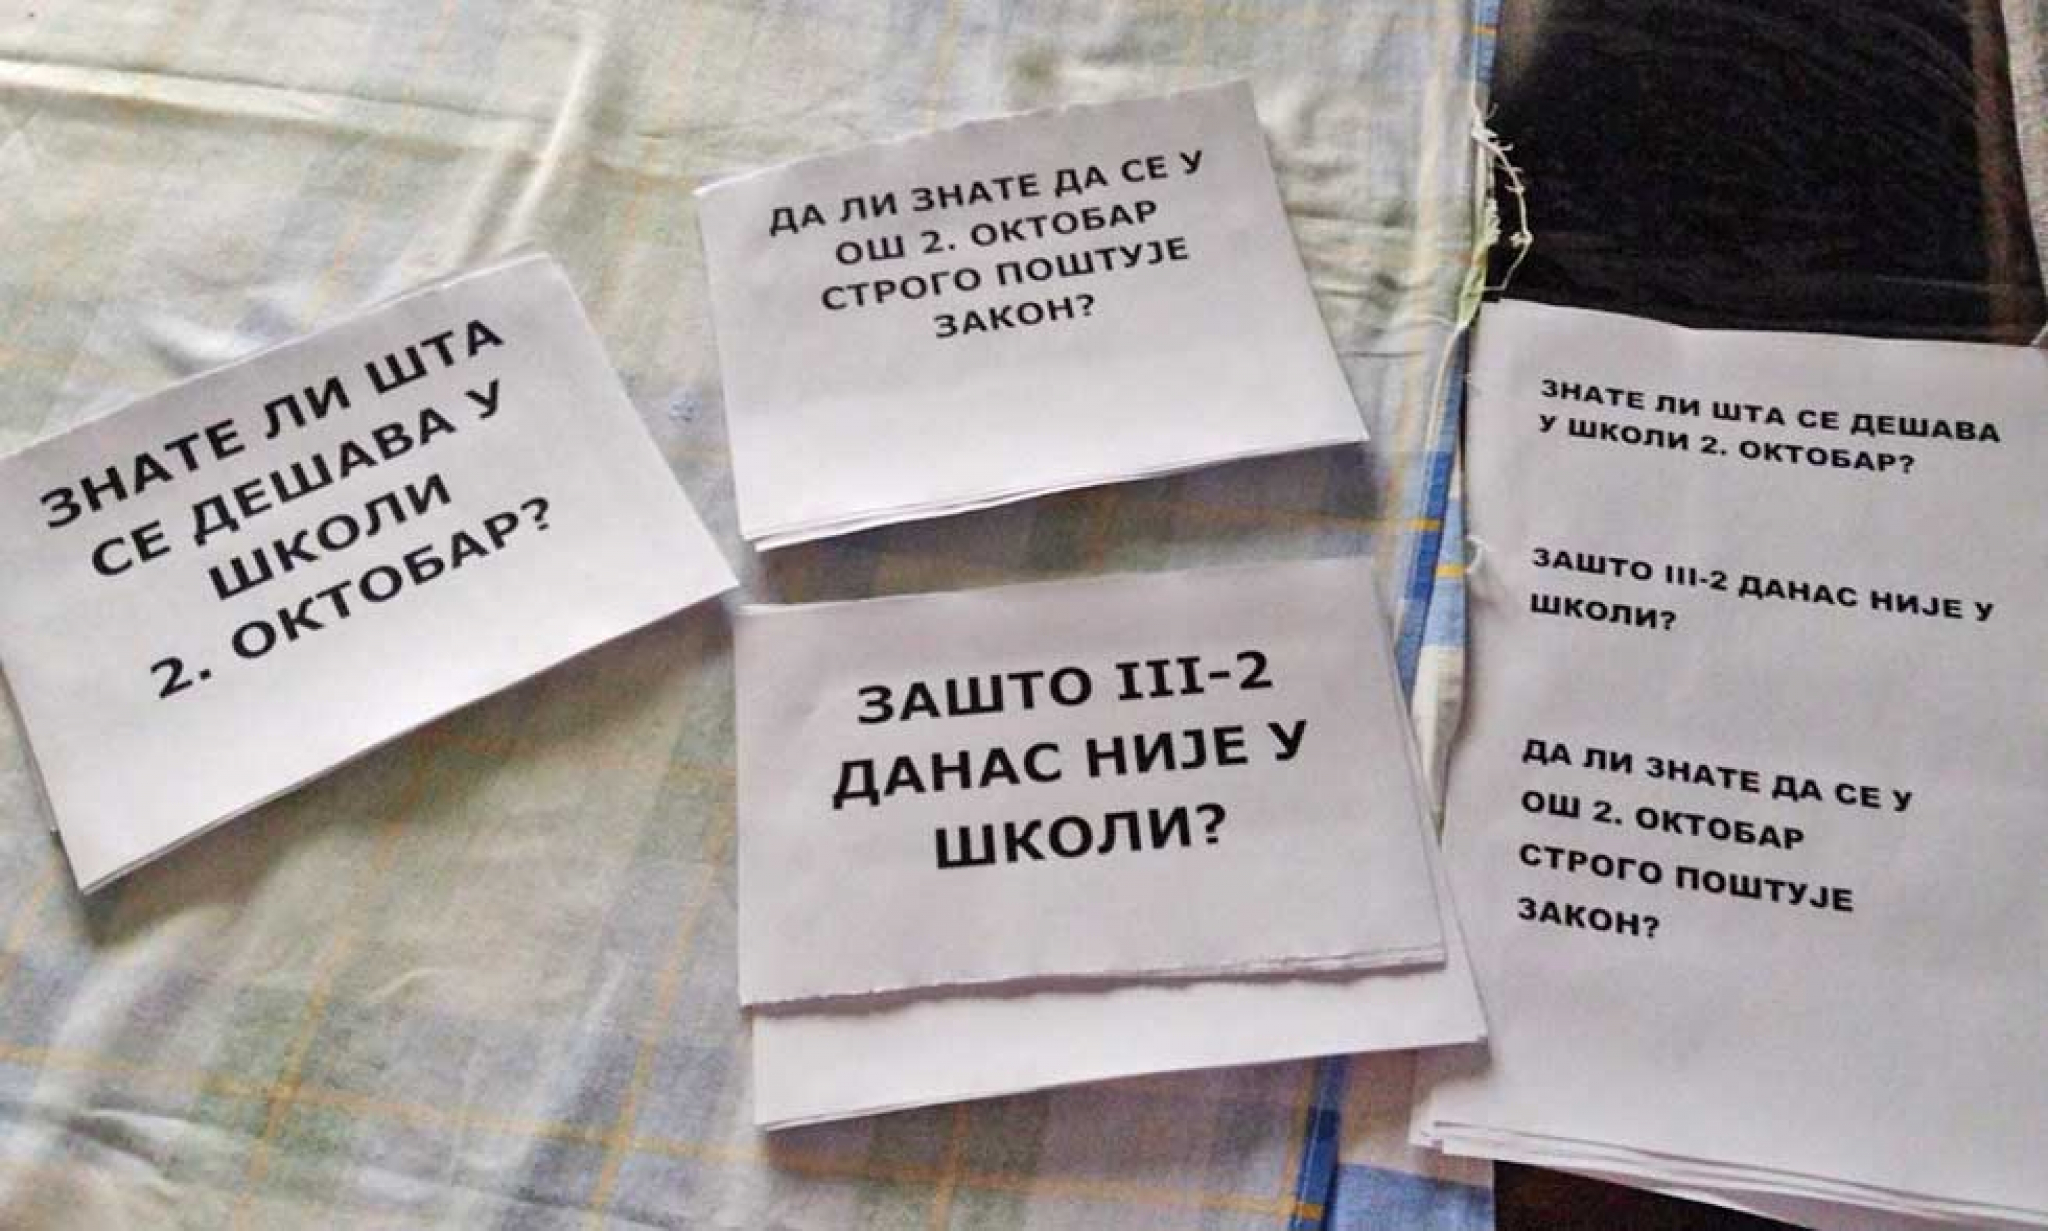 ЗНАТЕ ЛИ ШТА
СЕ ДЕШАВА У
ШКОЛИ
2. ОКТОБАР?
ДА ЛИ ЗНАТЕ ДА СЕ У
ОШ 2. ОКТОБАР
СТРОГО ПОШТУЈЕ
ЗАКОН?
ЗАШТО III-2
ДАНАС НИЈЕ У
ШКОЛИ?
ЗНАТЕ ЛИ ШТА СЕ ДЕШАВА
У ШКОЛИ 2. ОКТОБАР?
ЗАШТО III-2 ДАНАС НИЈЕ У
ШКОЛИ?
ДА ЛИ ЗНАТЕ ДА СЕ У
ОШ 2. ОКТОБАР
СТРОГО ПОШТУЈЕ
ЗАКОН?